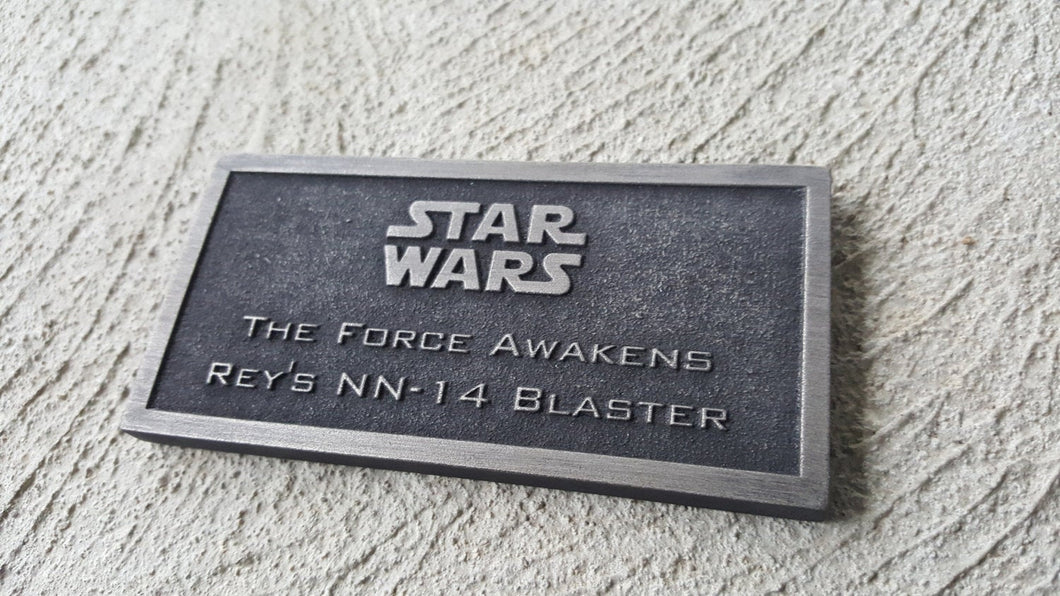 STAR
WARS
The Force Awakens
Rey's NN-14 Blaster